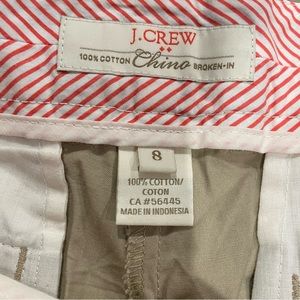 J.CREW
100% COTTON Chino BROKEN-IN
8
100% COTTON/
COTON
CA #56445
MADE IN INDONESIA